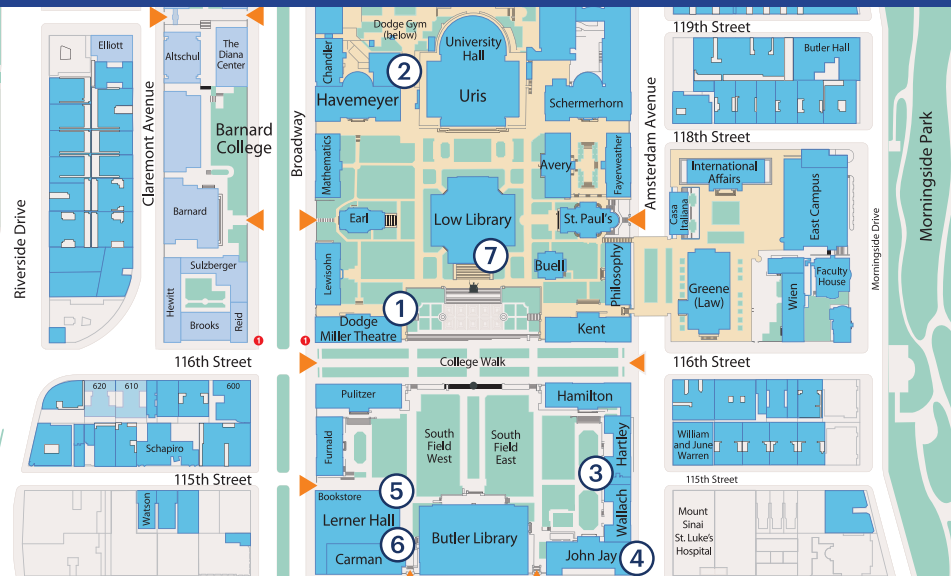 119th Street
Dodge Gym
(below)
Elliott
Altschul
The
Diana
Center
Chandler
University
Hall
Butler Hall
2
Uris
Havemeyer
Schermerhorn
Claremont Avenue
Barnard
College
Broadway
Amsterdam Avenue
118th Street
Morningside Park
Mathematics
Avery
Fayerweather
International
Affairs
Casa
Italiana
East Campus
Barnard
Earl
Low Library
St. Paul's
Morningside Drive
Riverside Drive
7
Sulzberger
Lewisohn
Buell
Philosophy
Greene
(Law)
Wien
Faculty
House
Hewitt
Brooks
Reid
1
Dodge
Miller Theatre
Kent
1
1
116th Street
College Walk
116th Street
620
610
600
Pulitzer
Hamilton
Schapiro
Furnald
South
Field
West
South
Field
East
Hartley
William
and June
Warren
3
115th Street
115th Street
Watson
Bookstore
5
Wallach
Lerner Hall
Butler Library
Mount
Sinai
St. Luke's
Hospital
6
Carman
John Jay
4